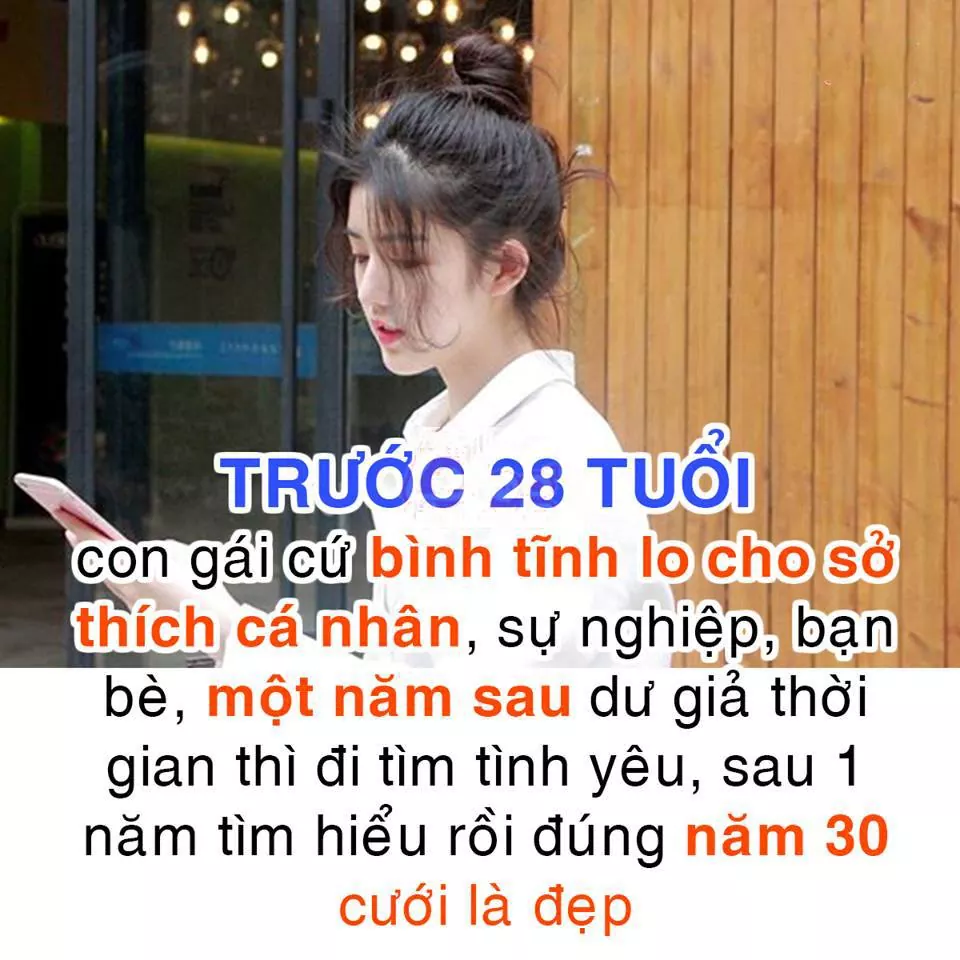 TRƯỚC 28 TUỔI
con gái cứ bình tĩnh lo cho sở
thích cá nhân, sự nghiệp, bạn
bè, một năm sau dư giả thời
gian thì đi tìm tình yêu, sau 1
năm tìm hiểu rồi đúng năm 30
cưới là đẹp